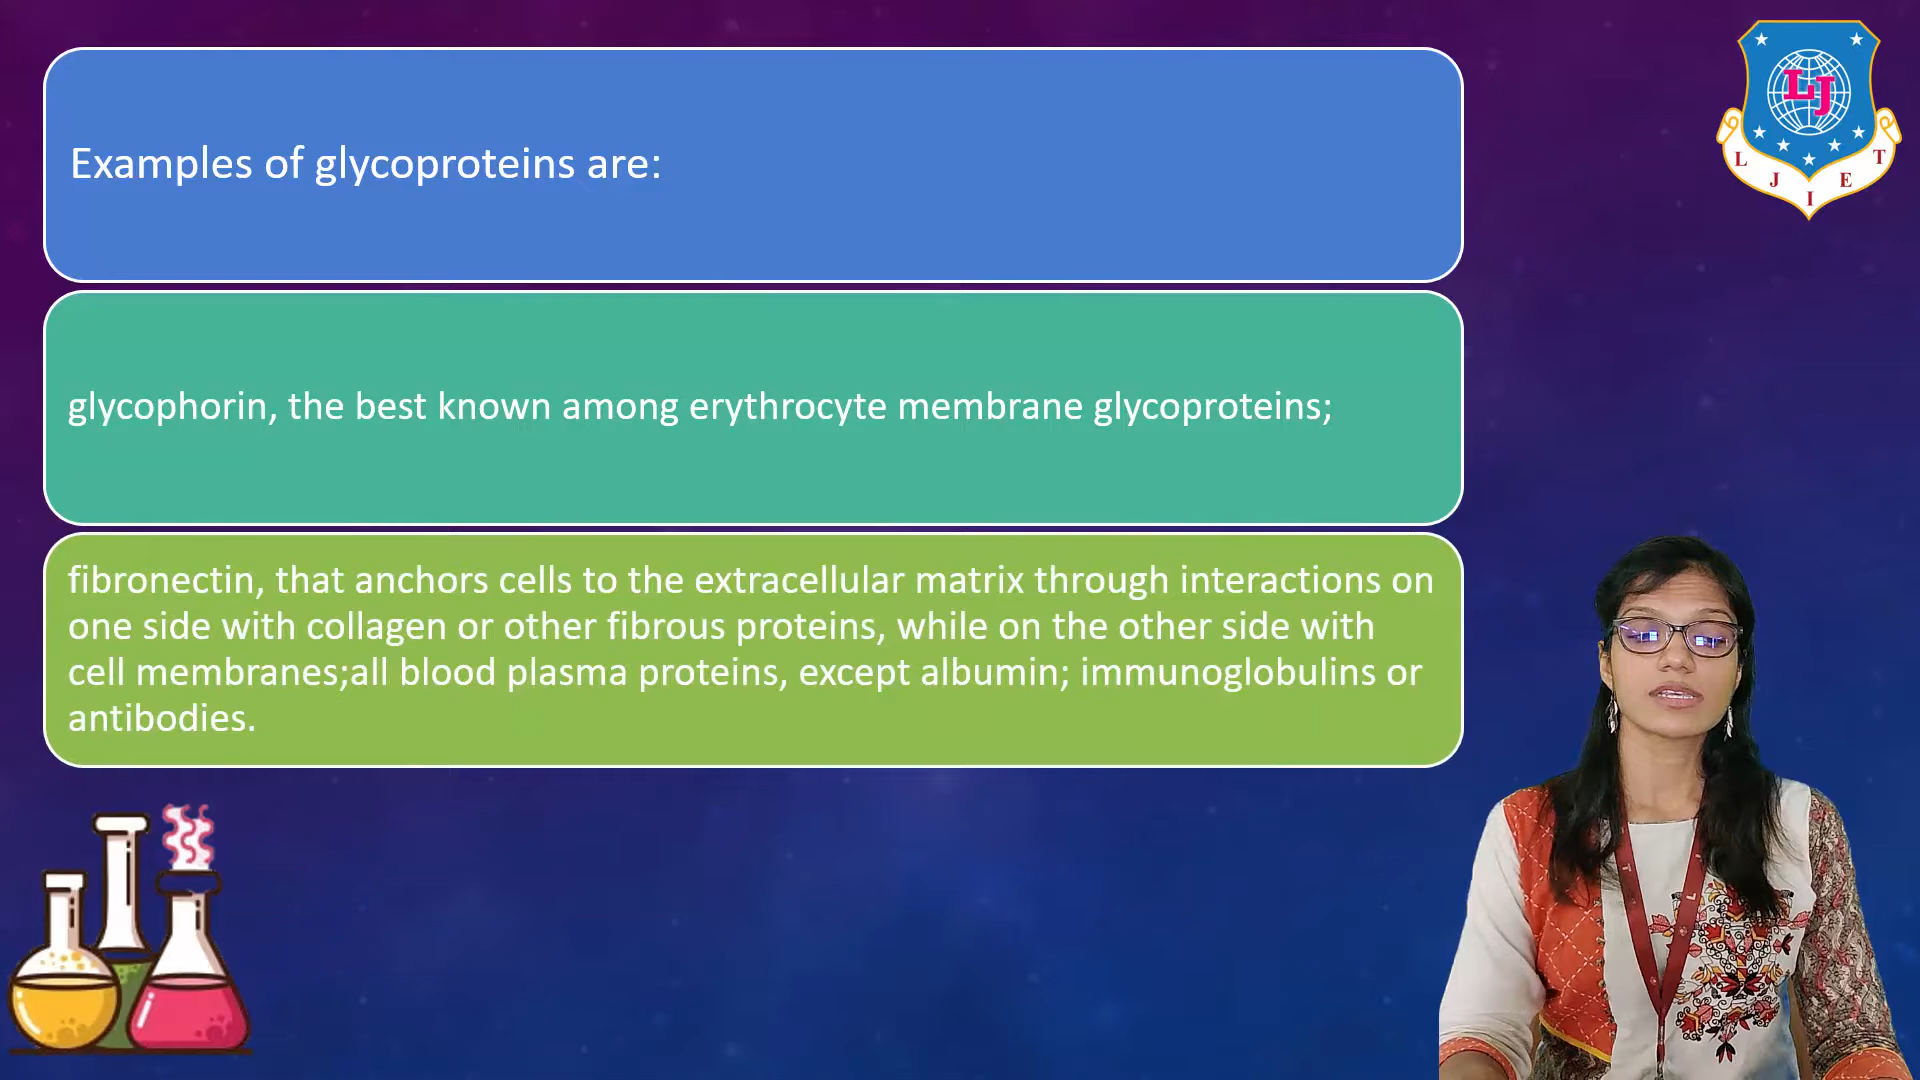 Examples of glycoproteins are:
glycophorin, the best known among erythrocyte membrane glycoproteins;
fibronectin, that anchors cells to the extracellular matrix through interactions on
one side with collagen or other fibrous proteins, while on the other side with
cell membranes;all blood plasma proteins, except albumin; immunoglobulins or
antibodies.
LJ
L J I E T